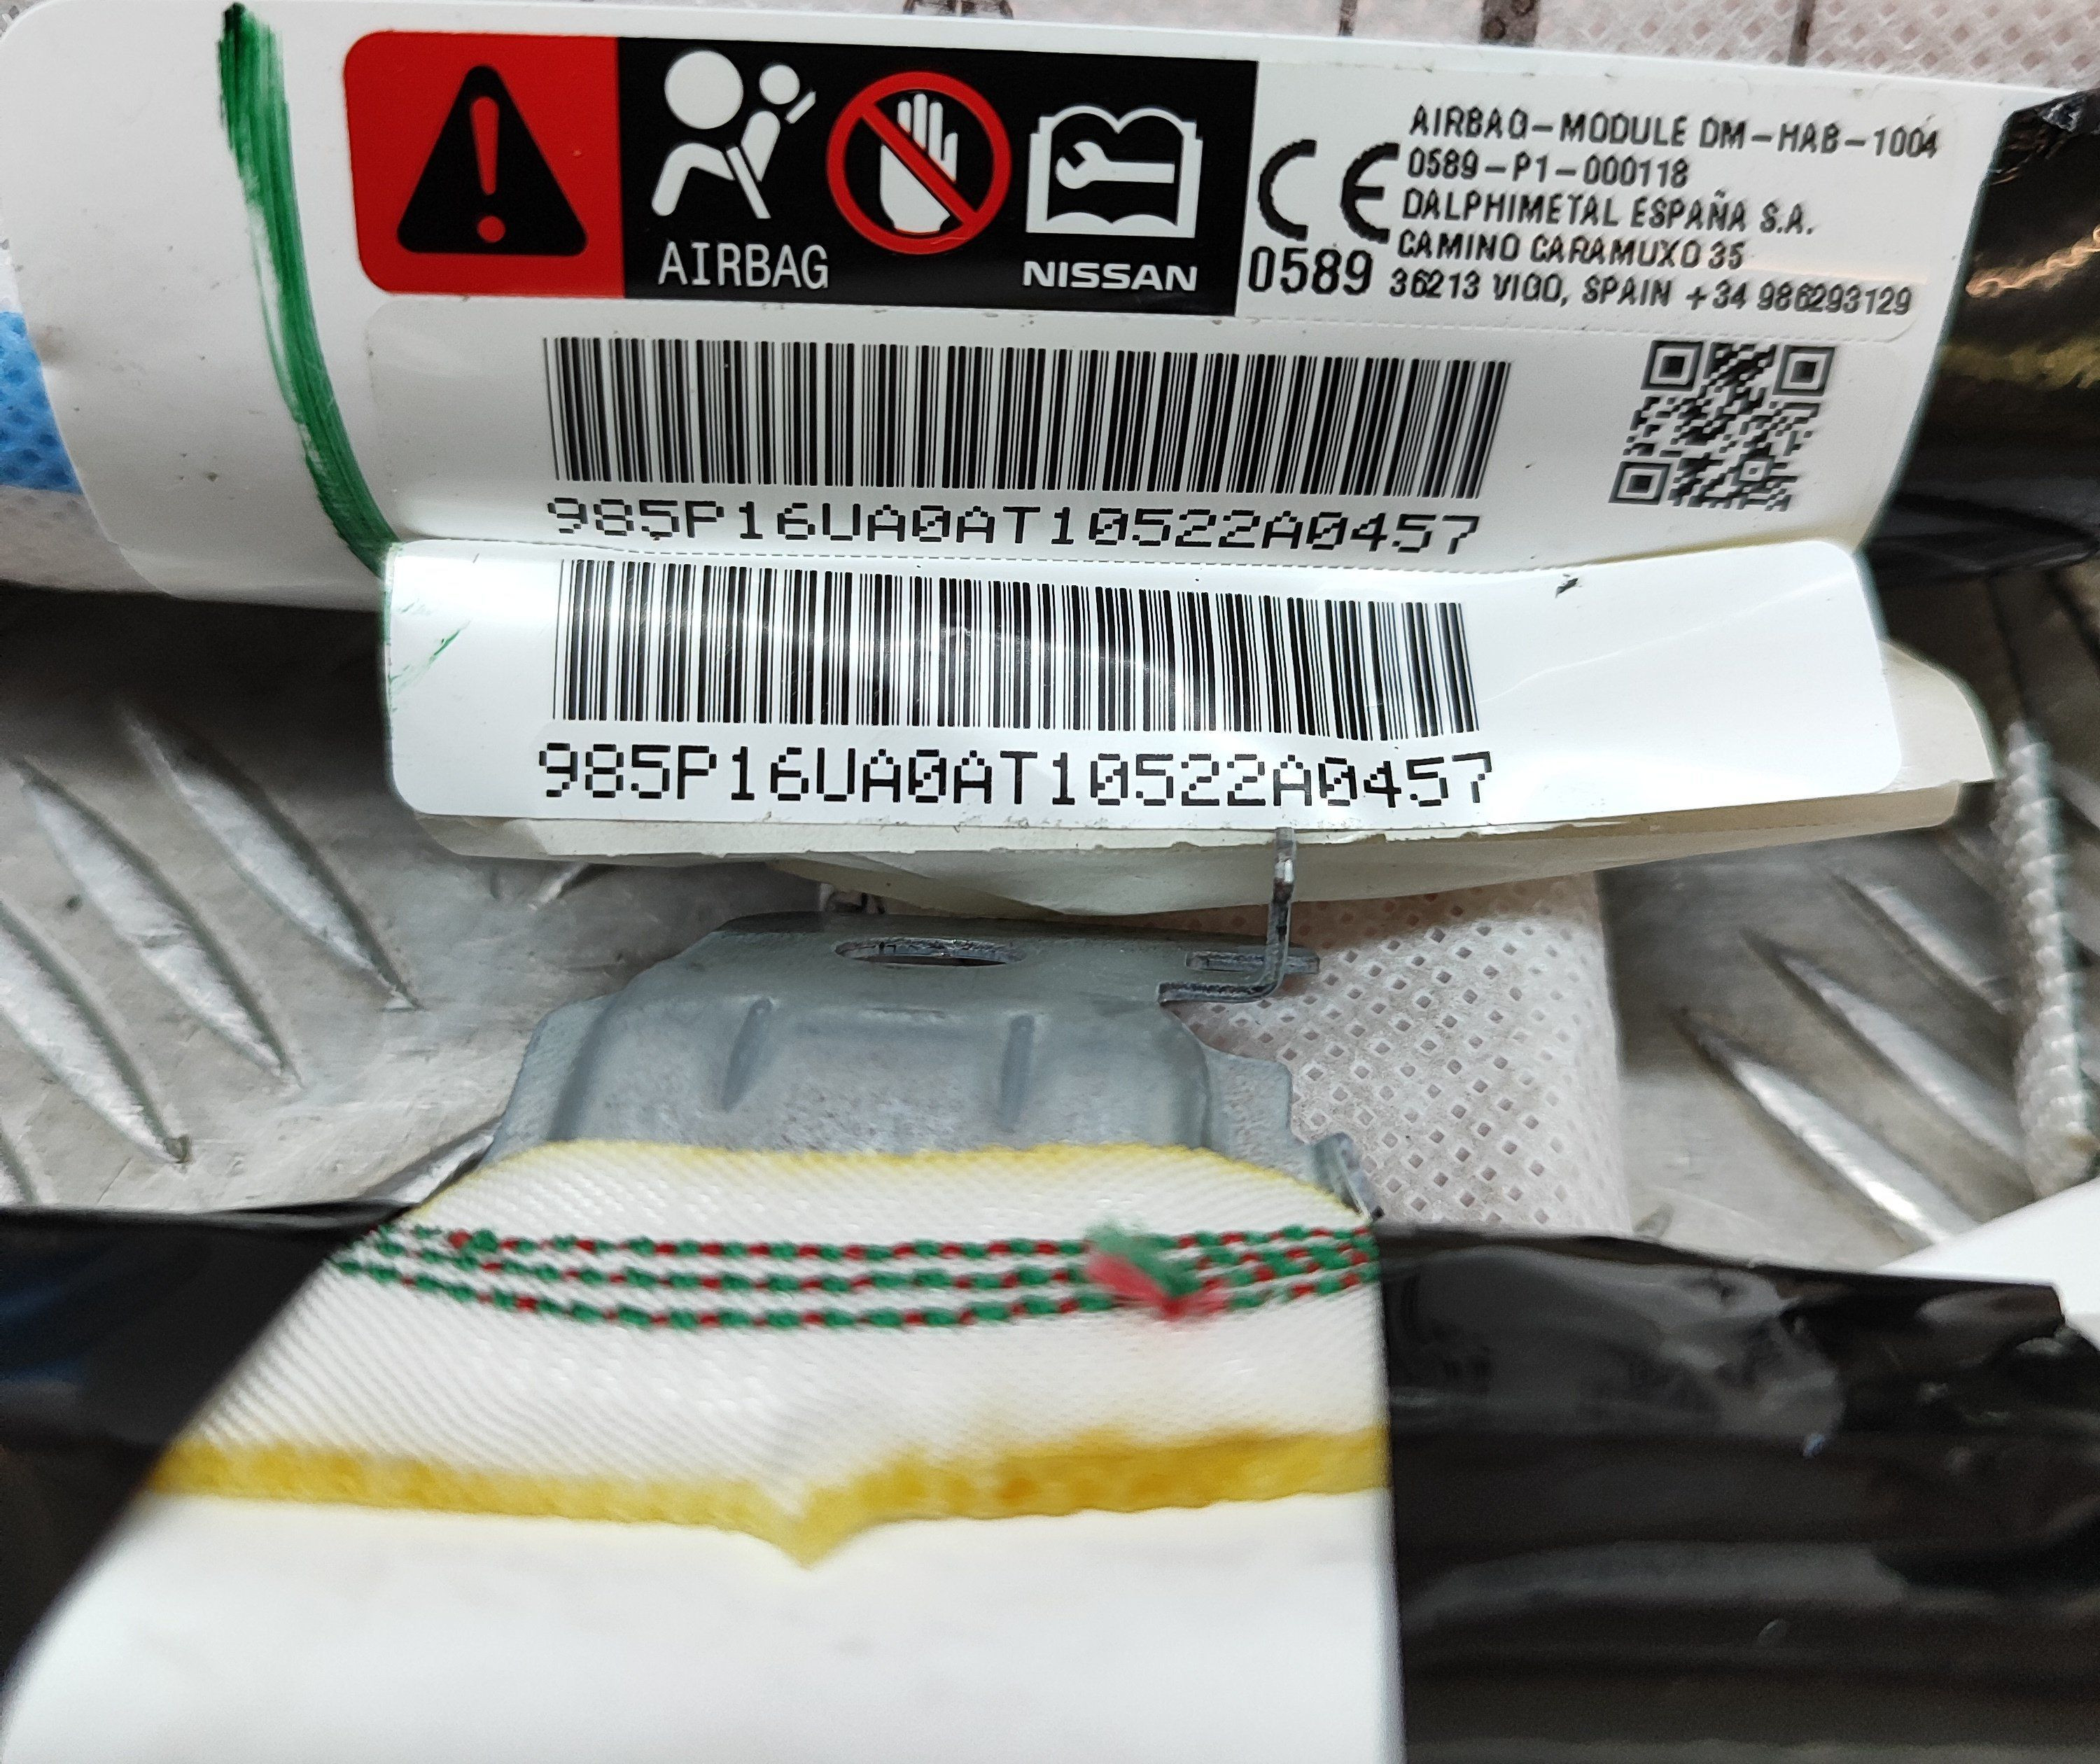 AIRBAG
NISSAN
CE
0589
AIRBAG-MODULE DM-HAB-1004
0589-P1-000118
DALPHIMETAL ESPAÑA S.A.
CAMINO CARAMUXO 35
36213 VIGO, SPAIN +34 986293129
985P16UA0AT10522A0457
985P16UA0AT10522A0457